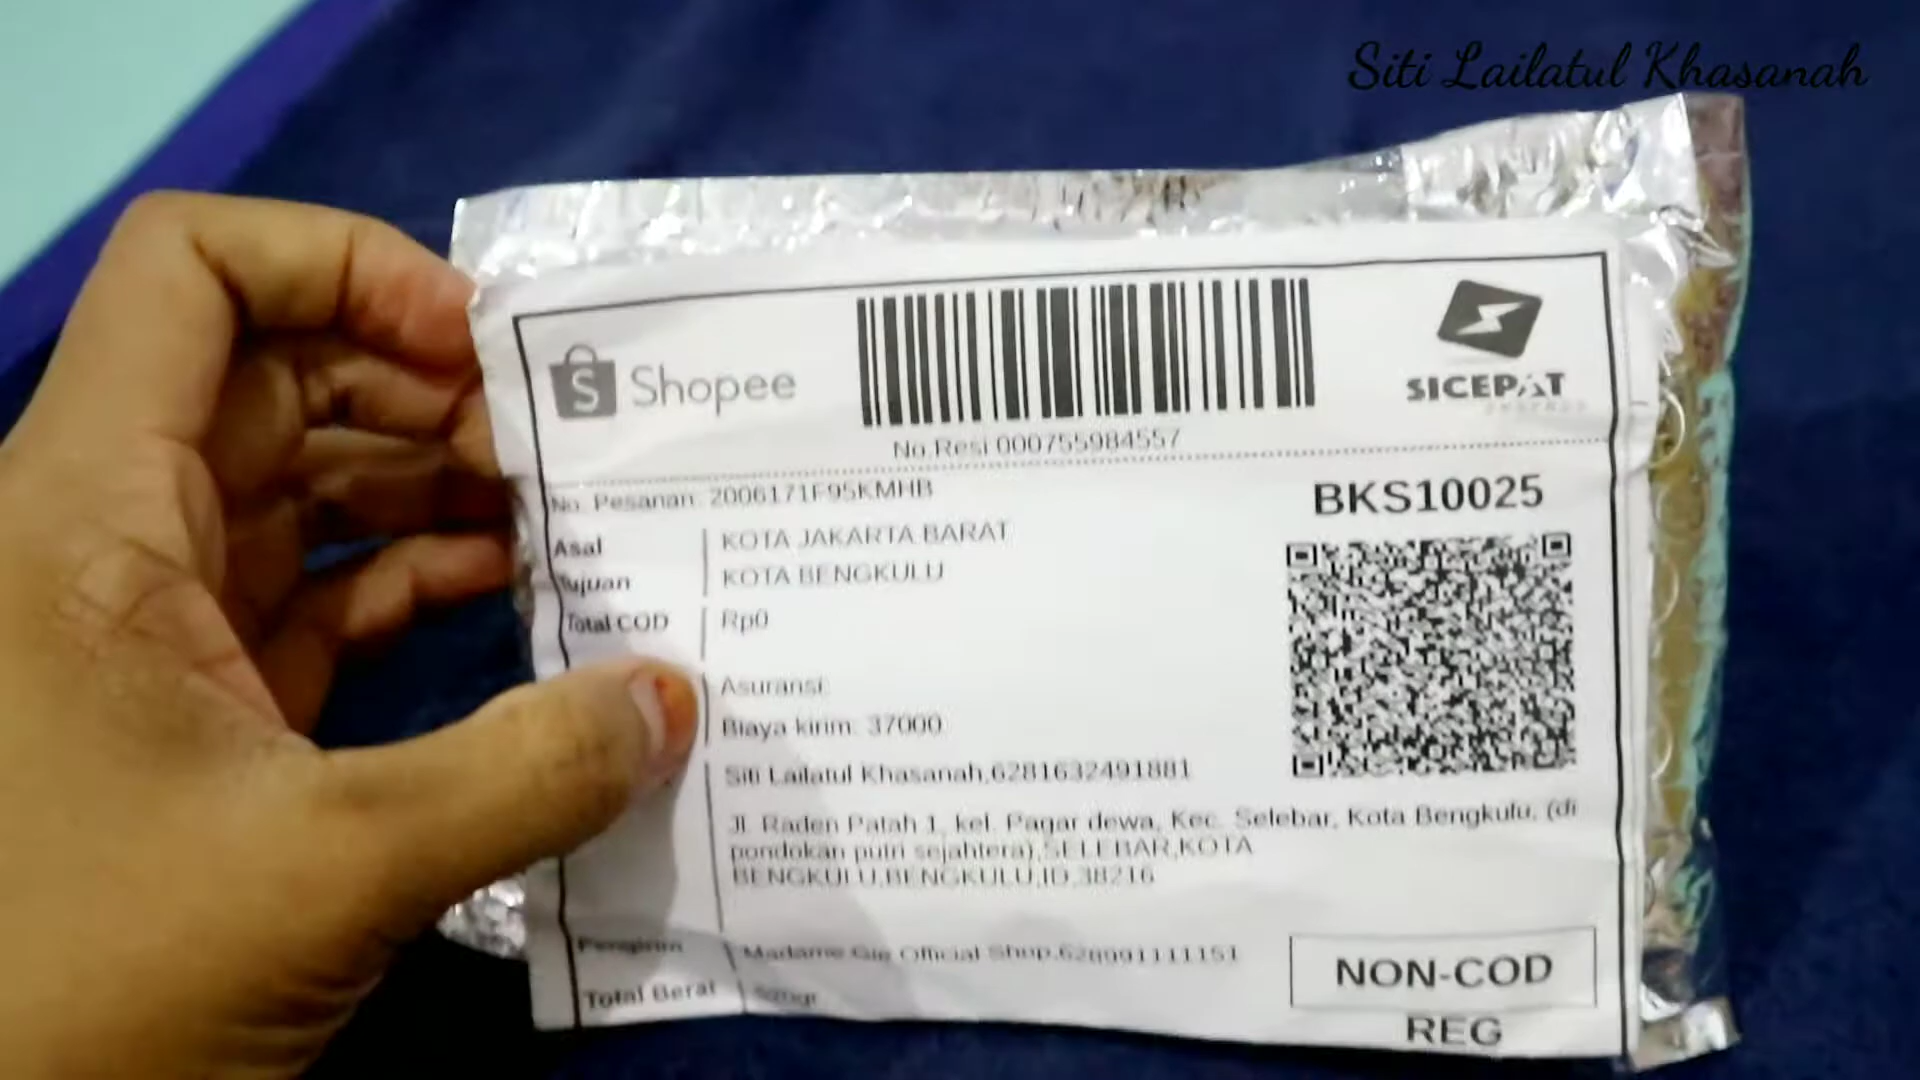 Siti Lailatul Khasanah
Shopee
SICEPAT
EKSPRES
No.Resi 000755984557
No. Pesanan: 2006171F95KMHB
BKS10025
Asal KOTA JAKARTA BARAT
Tujuan KOTA BENGKULU
Total COD Rp0
Asuransi:
Biaya kirim: 37000
Siti Lailatul Khasanah,6281632491881
Jl. Raden Patah 1, kel. Pagar dewa, Kec. Selebar, Kota Bengkulu, (di
pondokan putri sejahtera),SELEBAR,KOTA
BENGKULU,BENGKULU,ID,38216
Pengirim Madame Gie Official Shop,
NON-COD
Total Berat
REG